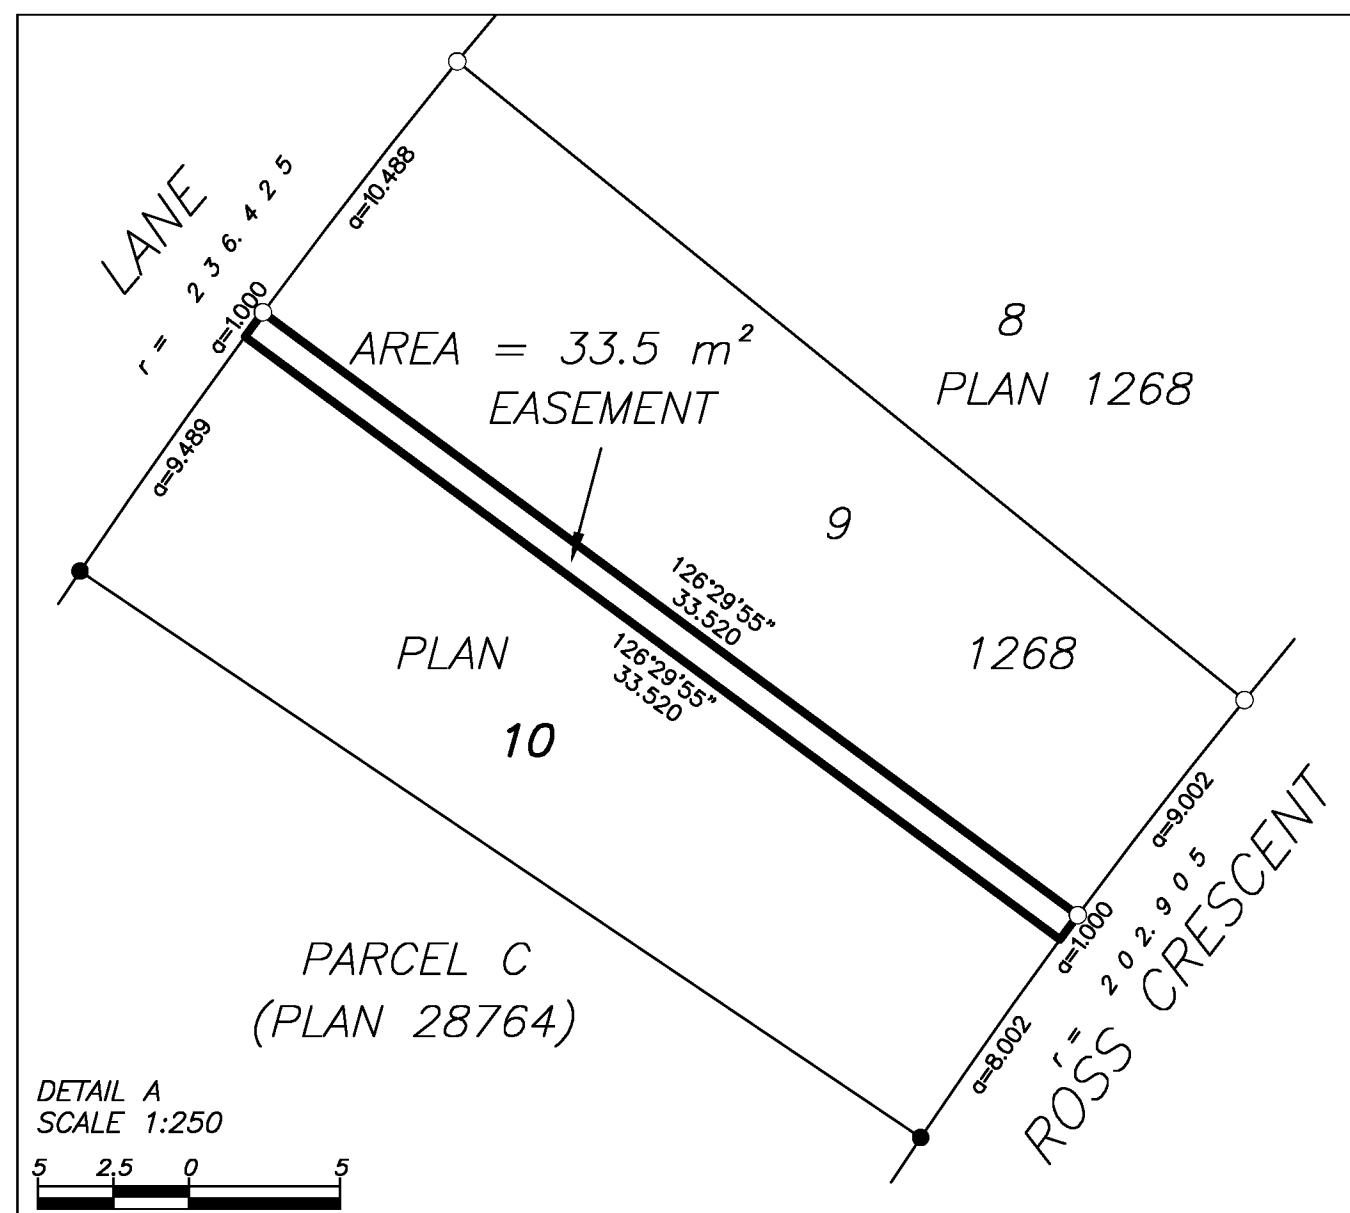 LANE
r = 236.425
a=10.488
a=1.000
a=9.489
AREA = 33.5 m²
EASEMENT
8
PLAN 1268
9
126°29'55"
33.520
126°29'55"
33.520
PLAN
1268
10
a=9.002
a=1.000
r = 202.905
a=8.002
ROSS CRESCENT
PARCEL C
(PLAN 28764)
DETAIL A
SCALE 1:250
5 2.5 0 5